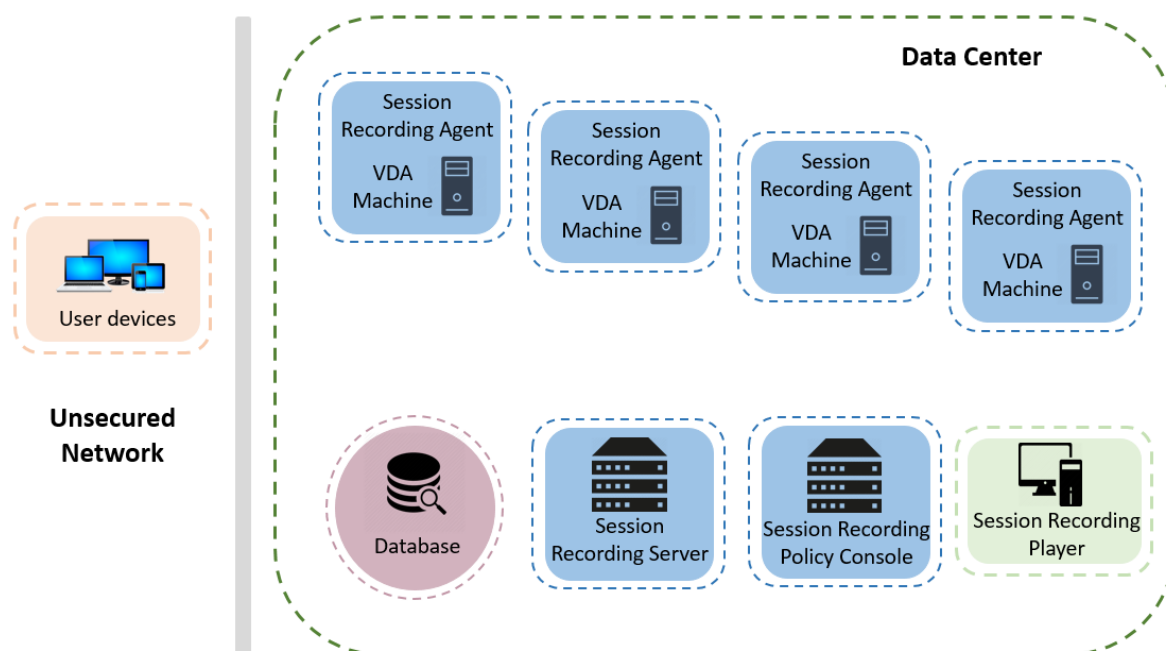 Data Center
Session
Recording Agent
VDA
Machine
Session
Recording Agent
VDA
Machine
Session
Recording Agent
VDA
Machine
Session
Recording Agent
VDA
Machine
User devices
Unsecured
Network
Database
Session
Recording Server
Session Recording
Policy Console
Session Recording
Player